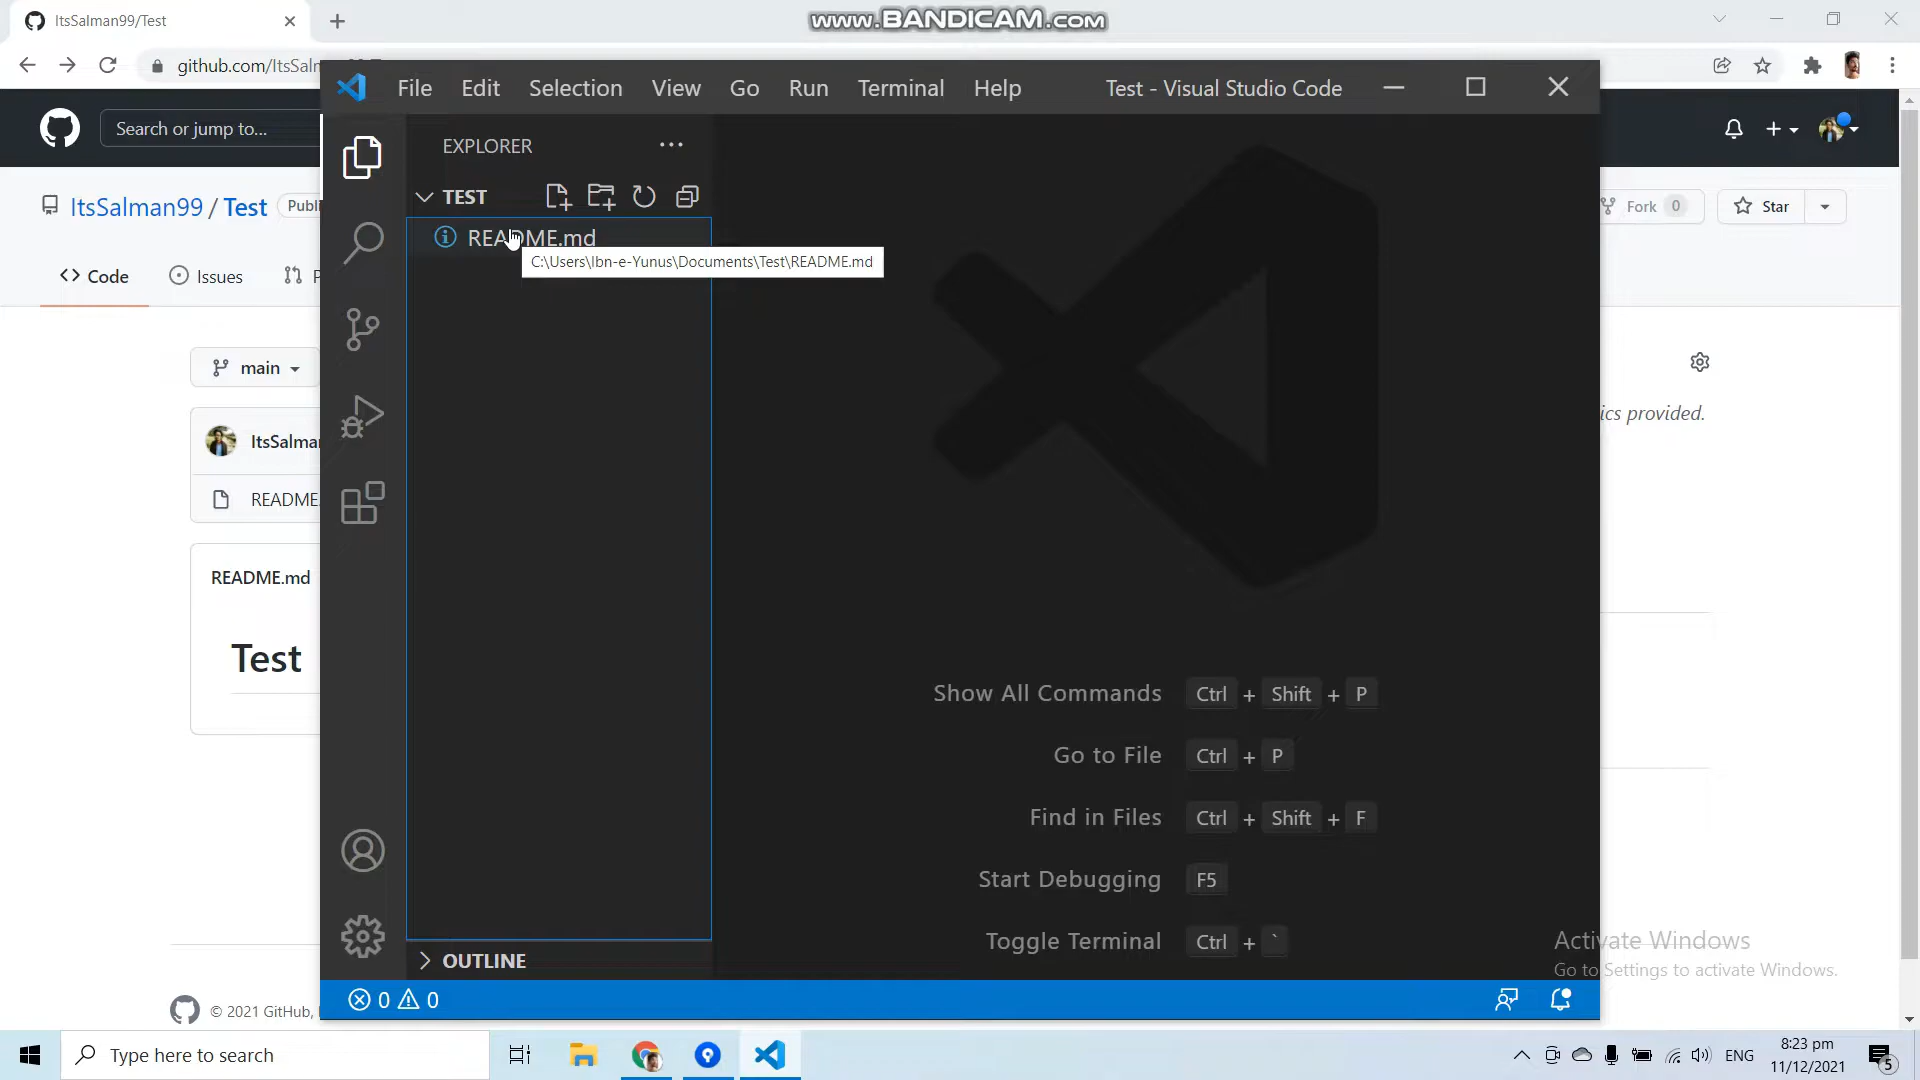 ItsSalman99/Test
www.BANDICAM.com
github.com/ItsSalm
File Edit Selection View Go Run Terminal Help
Test - Visual Studio Code
Search or jump to...
EXPLORER
TEST
README.md
C:\Users\Ibn-e-Yunus\Documents\Test\README.md
ItsSalman99 / Test
Publi
Fork 0
Star
Code
Issues
P
main
ics provided.
ItsSalma
README.
README.md
Test
Show All Commands Ctrl + Shift + P
Go to File Ctrl + P
Find in Files Ctrl + Shift + F
Start Debugging F5
Toggle Terminal Ctrl + `
OUTLINE
Activate Windows
Go to Settings to activate Windows.
0 0
© 2021 GitHub,
Type here to search
ENG
8:23 pm
11/12/2021
5